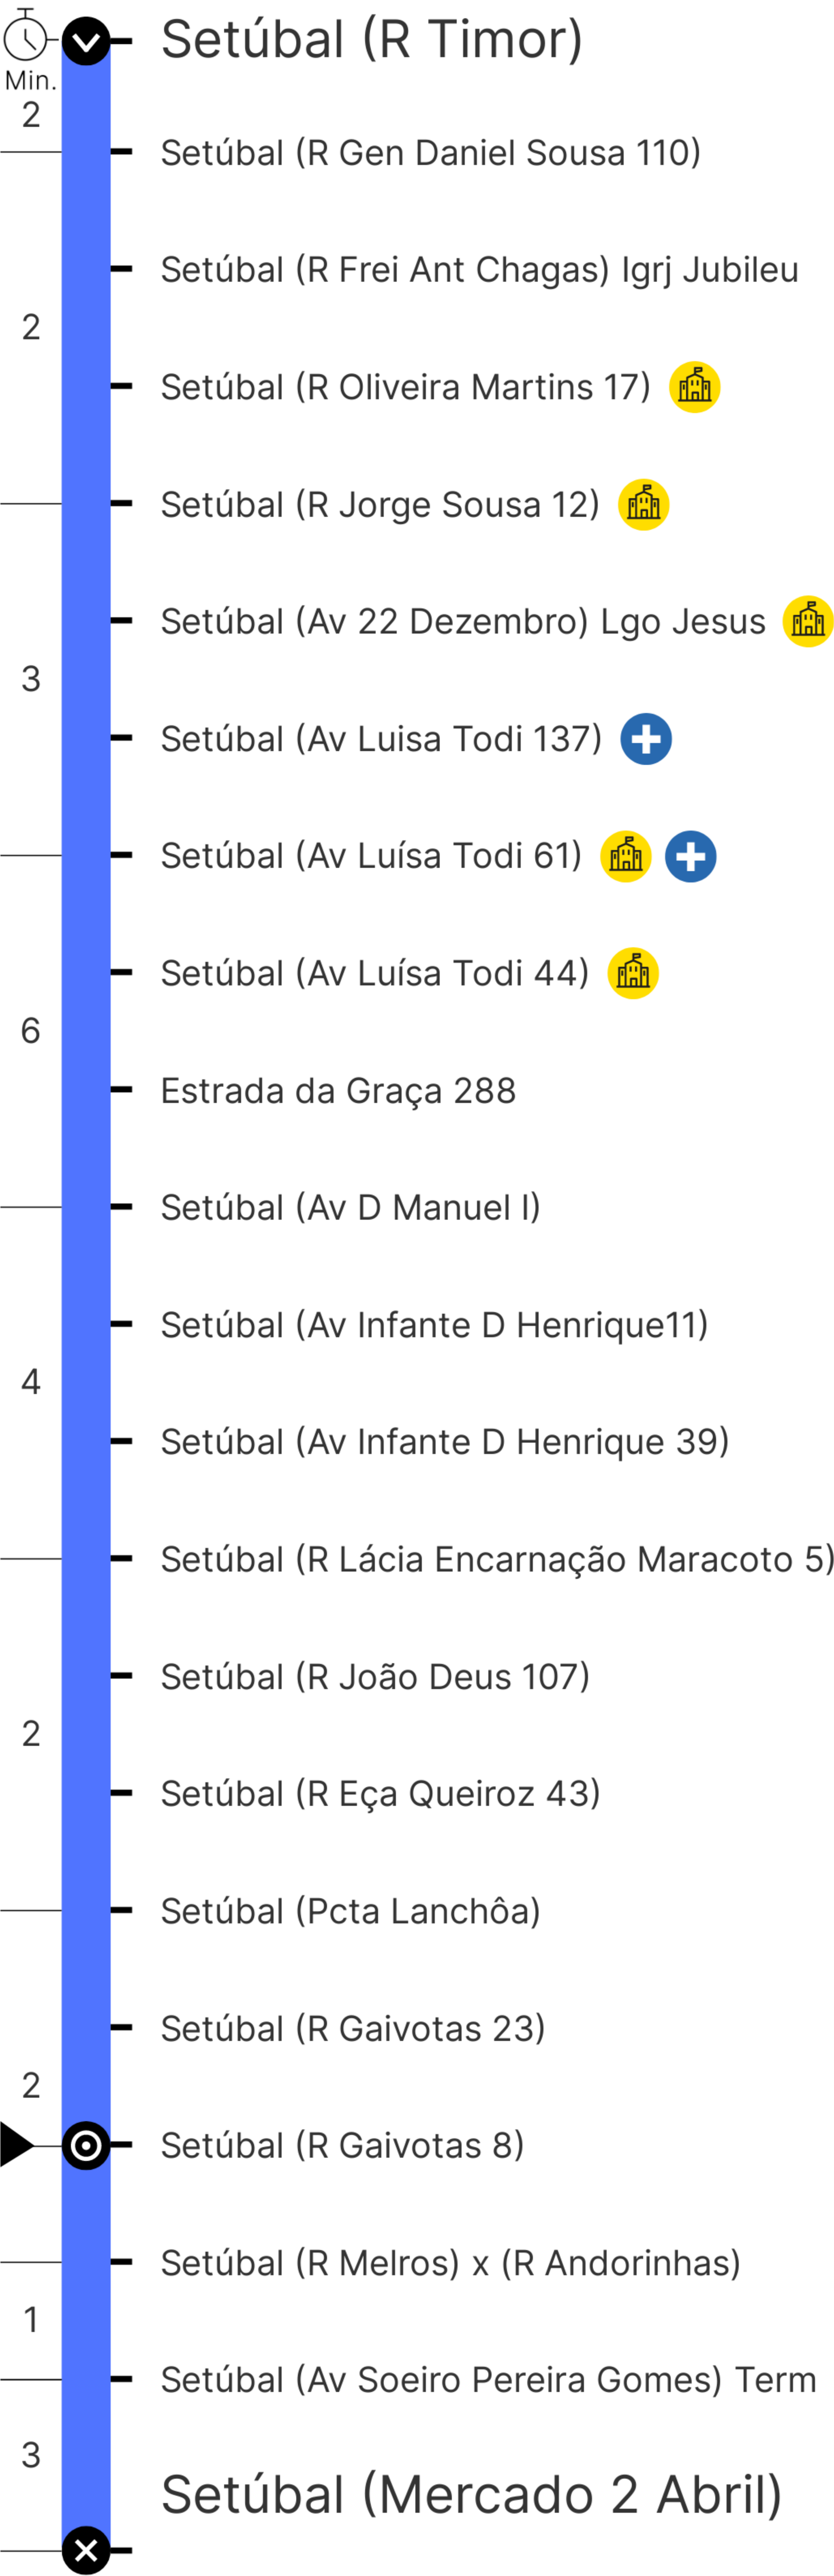 Setúbal (R Timor)
Min.
2
Setúbal (R Gen Daniel Sousa 110)
Setúbal (R Frei Ant Chagas) Igrj Jubileu
2
Setúbal (R Oliveira Martins 17)
Setúbal (R Jorge Sousa 12)
Setúbal (Av 22 Dezembro) Lgo Jesus
3
Setúbal (Av Luisa Todi 137)
Setúbal (Av Luísa Todi 61)
Setúbal (Av Luísa Todi 44)
6
Estrada da Graça 288
Setúbal (Av D Manuel I)
Setúbal (Av Infante D Henrique11)
4
Setúbal (Av Infante D Henrique 39)
Setúbal (R Lácia Encarnação Maracoto 5)
Setúbal (R João Deus 107)
2
Setúbal (R Eça Queiroz 43)
Setúbal (Pcta Lanchôa)
Setúbal (R Gaivotas 23)
2
Setúbal (R Gaivotas 8)
Setúbal (R Melros) x (R Andorinhas)
1
Setúbal (Av Soeiro Pereira Gomes) Term
3
Setúbal (Mercado 2 Abril)